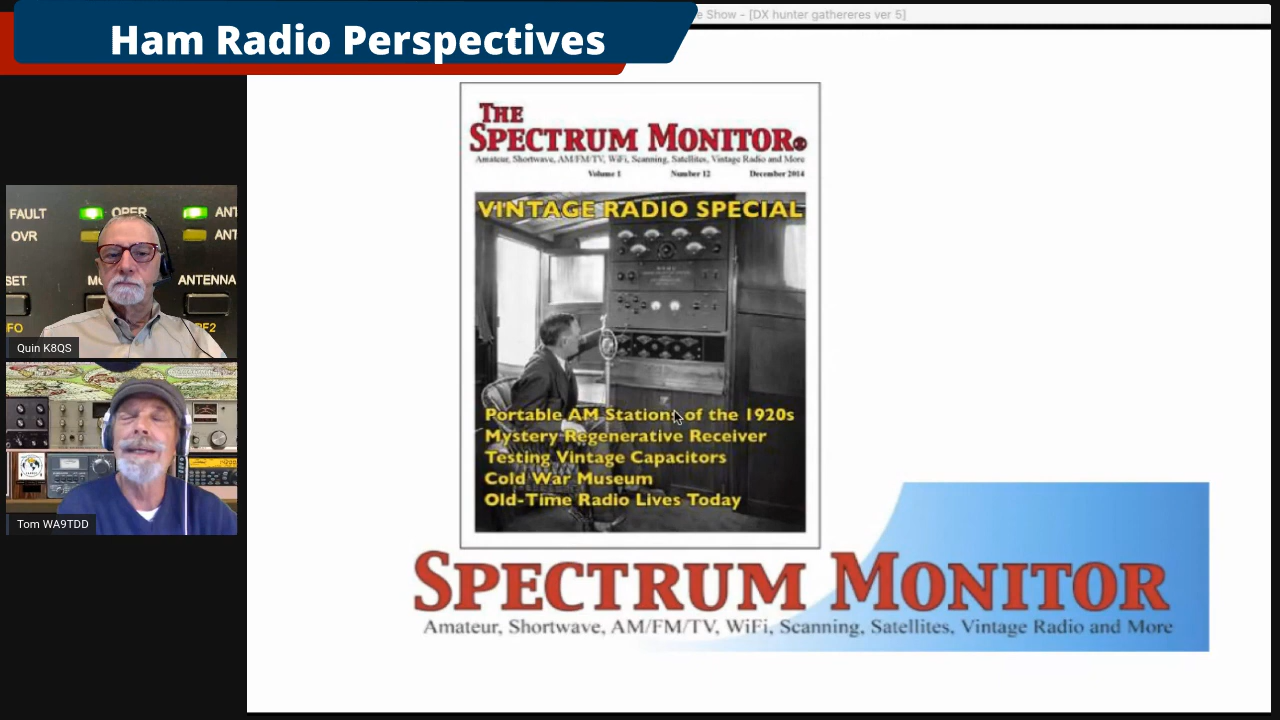 Ham Radio Perspectives
e Show - [DX hunter gathereres ver 5]
THE
SPECTRUM MONITOR
Amateur, Shortwave, AM/FM/TV, WiFi, Scanning, Satellites, Vintage Radio and More
Volume 1 Number 12 December 2014
VINTAGE RADIO SPECIAL
Portable AM Stations of the 1920s
Mystery Regenerative Receiver
Testing Vintage Capacitors
Cold War Museum
Old-Time Radio Lives Today
SPECTRUM MONITOR
Amateur, Shortwave, AM/FM/TV, WiFi, Scanning, Satellites, Vintage Radio and More
FAULT OPER ANT
OVR ANT
SET ANTENNA
Quin K8QS
Tom WA9TDD